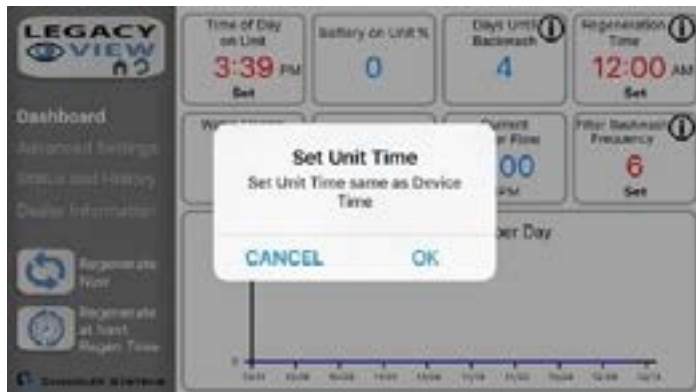 LEGACY
VIEW
Time of Day
on Unit
3:39 PM
Set
Battery on Unit %
0
Days Until
Backwash
4
Regeneration
Time
12:00 AM
Set
Dashboard
Advanced Settings
Status and History
Dealer Information
Current
00
Filter Backwash
Frequency
6
Set
Set Unit Time
Set Unit Time same as Device
Time
CANCEL
OK
per Day
Regenerate
Now
Regenerate
at Next
Regen Time
0